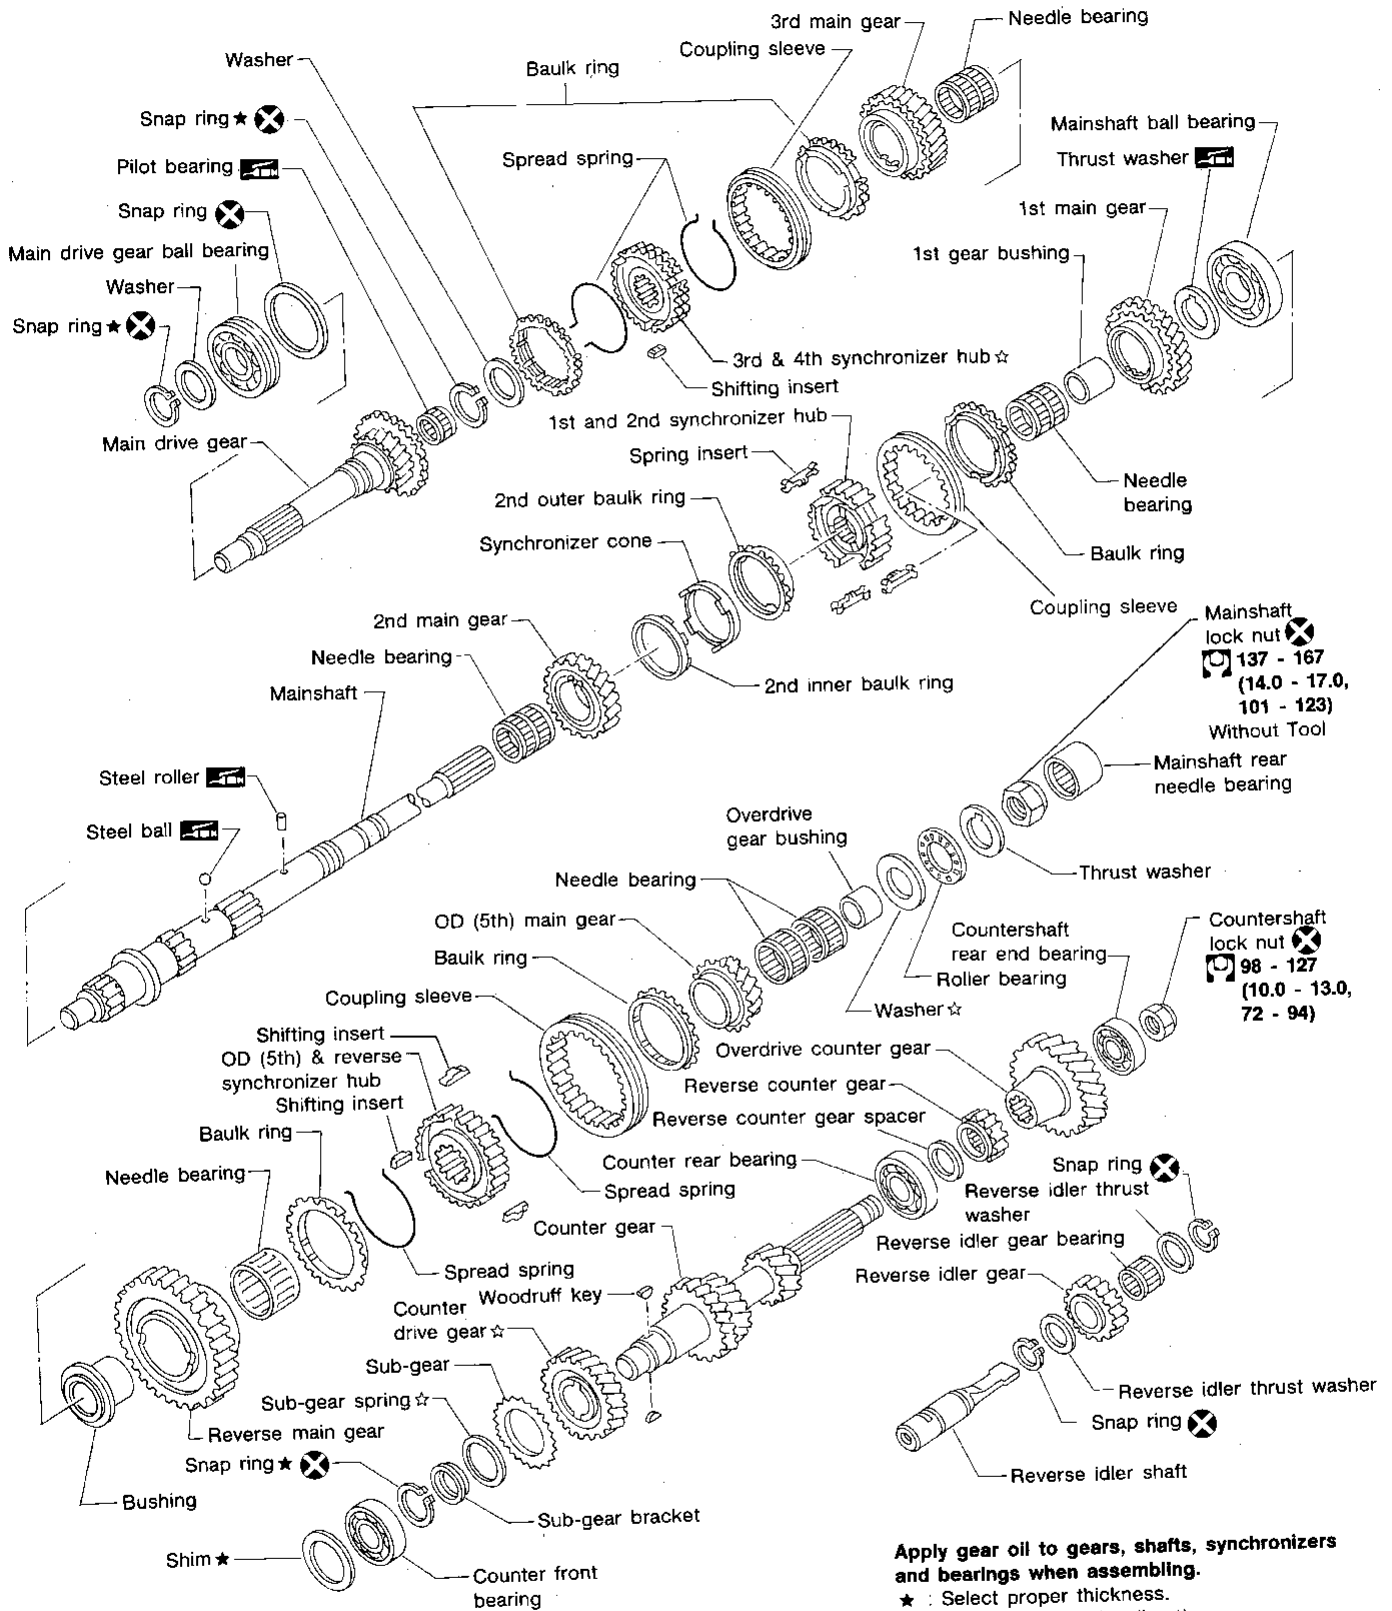 3rd main gear
Needle bearing
Coupling sleeve
Washer
Baulk ring
Snap ring ★
Mainshaft ball bearing
Spread spring
Thrust washer
Pilot bearing
Snap ring
1st main gear
Main drive gear ball bearing
1st gear bushing
Washer
Snap ring ★
3rd & 4th synchronizer hub ☆
Shifting insert
1st and 2nd synchronizer hub
Main drive gear
Spring insert
Needle
bearing
2nd outer baulk ring
Synchronizer cone
Baulk ring
Coupling sleeve
Mainshaft
lock nut
137 - 167
(14.0 - 17.0,
101 - 123)
Without Tool
2nd main gear
Needle bearing
2nd inner baulk ring
Mainshaft
Mainshaft rear
needle bearing
Steel roller
Steel ball
Overdrive
gear bushing
Thrust washer
Needle bearing
OD (5th) main gear
Countershaft
rear end bearing
Countershaft
lock nut
98 - 127
(10.0 - 13.0,
72 - 94)
Baulk ring
Roller bearing
Coupling sleeve
Washer ☆
Shifting insert
OD (5th) & reverse
synchronizer hub
Shifting insert
Overdrive counter gear
Reverse counter gear
Reverse counter gear spacer
Baulk ring
Counter rear bearing
Snap ring
Needle bearing
Spread spring
Reverse idler thrust
washer
Counter gear
Reverse idler gear bearing
Spread spring
Reverse idler gear
Woodruff key
Counter
drive gear ☆
Sub-gear
Sub-gear spring ☆
Reverse idler thrust washer
Reverse main gear
Snap ring
Snap ring ★
Reverse idler shaft
Bushing
Sub-gear bracket
Shim ★
Counter front
bearing
Apply gear oil to gears, shafts, synchronizers
and bearings when assembling.
★ : Select proper thickness.